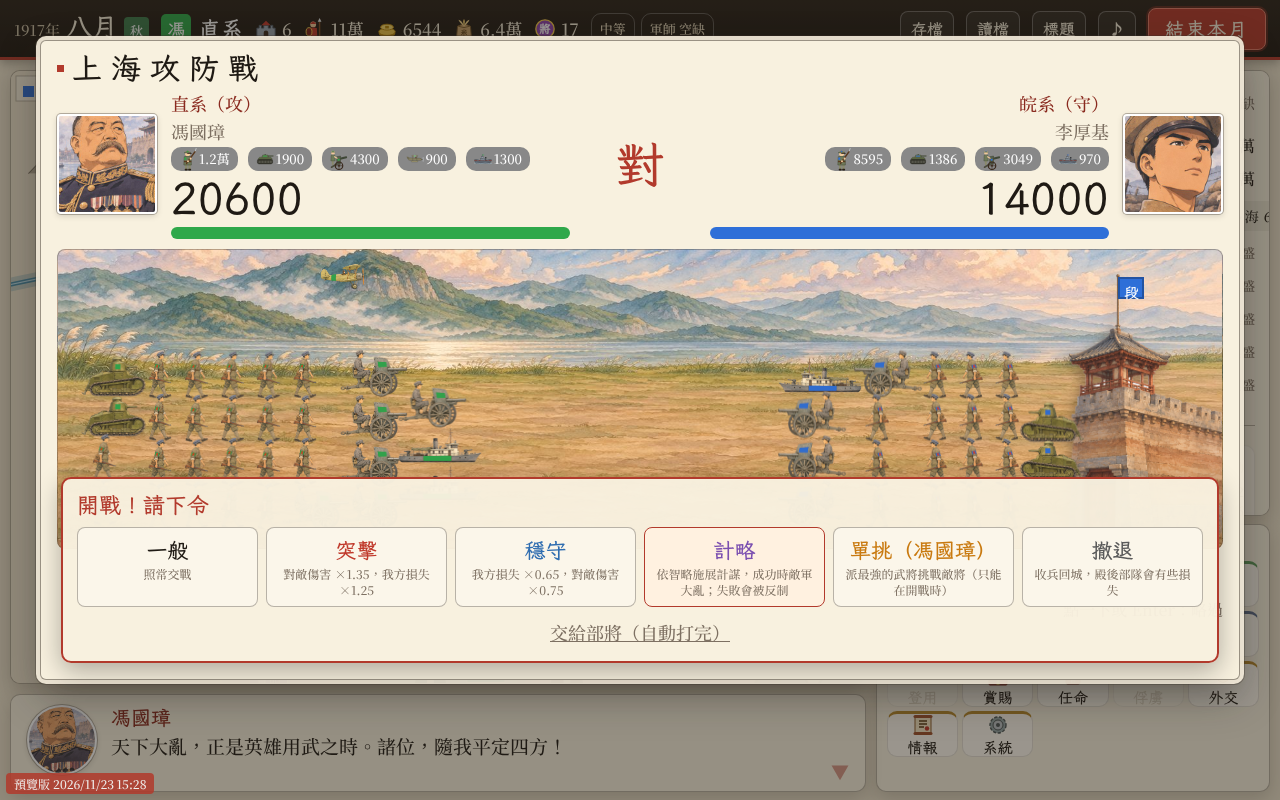 1917年 八月 秋 馮 直系 6 11萬 6544 6.4萬 將 17 中等 軍師 空缺 存檔 讀檔 標題 ♪ 結束本月
上海攻防戰
直系（攻）
馮國璋
1.2萬 1900 4300 900 1300
20600
對
皖系（守）
李厚基
8595 1386 3049 970
14000
段
開戰！請下令
一般
照常交戰
突擊
對敵傷害 ×1.35，我方損失
×1.25
穩守
我方損失 ×0.65，對敵傷害
×0.75
計略
依智略施展計謀，成功時敵軍
大亂；失敗會被反制
單挑（馮國璋）
派最強的武將挑戰敵將（只能
在開戰時）
撤退
收兵回城，殿後部隊會有些損
失
交給部將（自動打完）
登用 賞賜 任命 俘虜 外交
情報 系統
馮國璋
天下大亂，正是英雄用武之時。諸位，隨我平定四方！
預覽版 2026/11/23 15:28